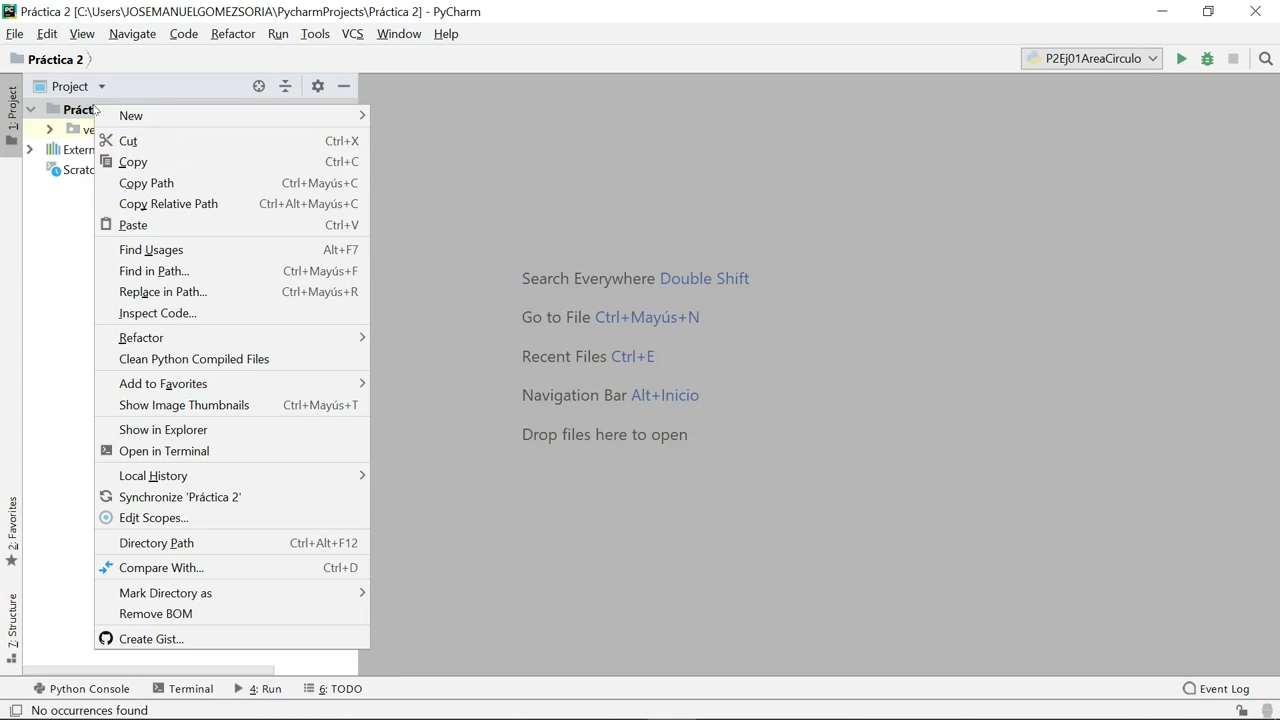 Práctica 2 [C:\Users\JOSEMANUELGOMEZSORIA\PycharmProjects\Práctica 2] - PyCharm
File Edit View Navigate Code Refactor Run Tools VCS Window Help
Práctica 2 P2Ej01AreaCirculo
1: Project
Project
Práct
ve
Extern
Scratc
New
Cut Ctrl+X
Copy Ctrl+C
Copy Path Ctrl+Mayús+C
Copy Relative Path Ctrl+Alt+Mayús+C
Paste Ctrl+V
Find Usages Alt+F7
Find in Path... Ctrl+Mayús+F
Replace in Path... Ctrl+Mayús+R
Inspect Code...
Refactor
Clean Python Compiled Files
Add to Favorites
Show Image Thumbnails Ctrl+Mayús+T
Show in Explorer
Open in Terminal
Local History
Synchronize 'Práctica 2'
Edit Scopes...
Directory Path Ctrl+Alt+F12
Compare With... Ctrl+D
Mark Directory as
Remove BOM
Create Gist...
Search Everywhere Double Shift
Go to File Ctrl+Mayús+N
Recent Files Ctrl+E
Navigation Bar Alt+Inicio
Drop files here to open
2: Favorites
7: Structure
Python Console Terminal 4: Run 6: TODO Event Log
No occurrences found